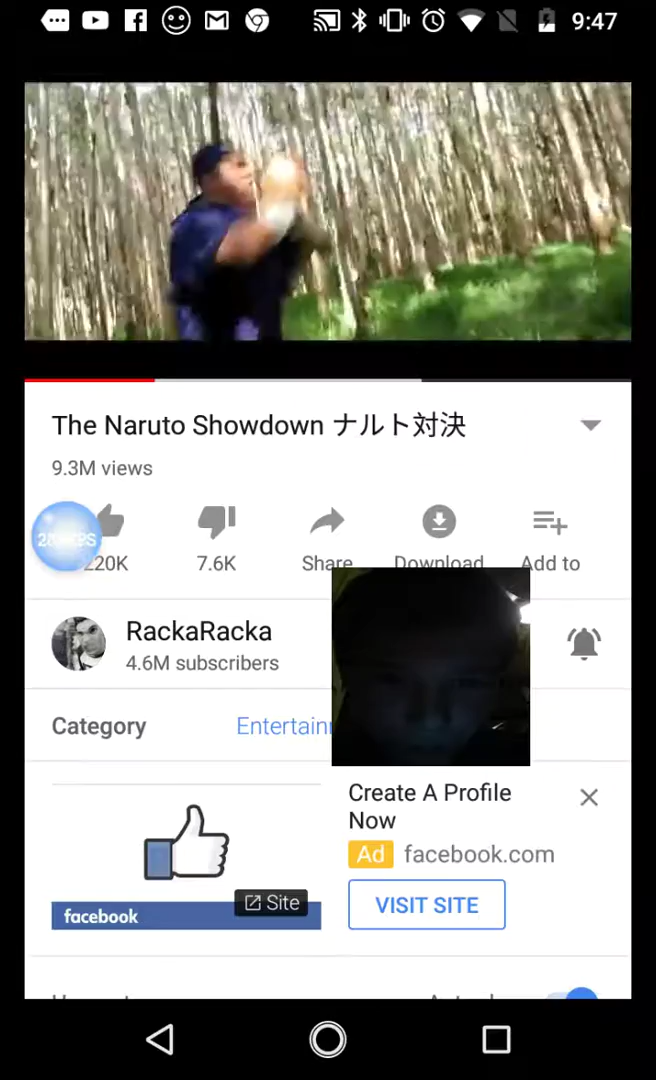 9:47
The Naruto Showdown ナルト対決
9.3M views
220K
7.6K
Share
Download
Add to
RackaRacka
4.6M subscribers
Category
Entertain
Create A Profile
Now
Ad facebook.com
Site
facebook
VISIT SITE